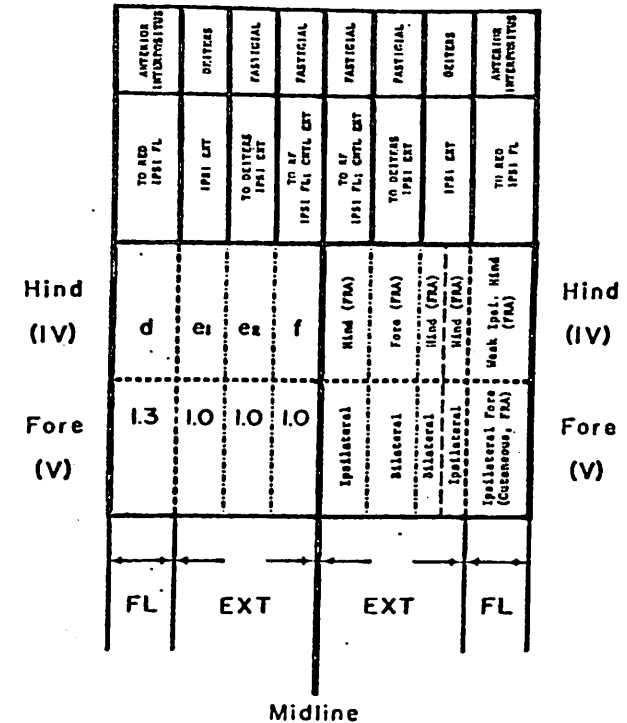 ANTERIOR
INTERPOSITUS
DEITERS
FASTIGIAL
FASTIGIAL
FASTIGIAL
FASTIGIAL
DEITERS
ANTERIOR
INTERPOSITUS
TO RED
IPSI FL
IPSI EXT
TO DEITERS
IPSI EXT
TO RF
IPSI FL; CNTL EXT
TO RF
IPSI FL; CNTL EXT
TO DEITERS
IPSI EXT
IPSI EXT
TO RED
IPSI FL
Hind
(IV)
d
e1
e2
f
Hind (FRA)
Fore (FRA)
Hind (FRA)
Hind (FRA)
Weak Ipsi. Hind
(FRA)
Hind
(IV)
Fore
(V)
1.3
1.0
1.0
1.0
Ipsilateral
Bilateral
Bilateral
Ipsilateral
Ipsilateral Fore
(Cutaneous, FRA)
Fore
(V)
FL
EXT
EXT
FL
Midline